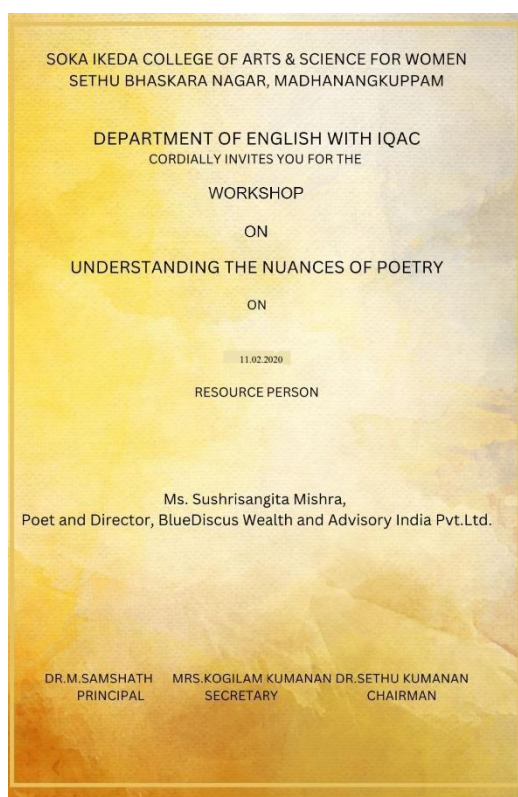 SOKA IKEDA COLLEGE OF ARTS & SCIENCE FOR WOMEN
SETHU BHASKARA NAGAR, MADHANANGKUPPAM
DEPARTMENT OF ENGLISH WITH IQAC
CORDIALLY INVITES YOU FOR THE
WORKSHOP
ON
UNDERSTANDING THE NUANCES OF POETRY
ON
11.02.2020
RESOURCE PERSON
Ms. Sushrisangita Mishra,
Poet and Director, BlueDiscus Wealth and Advisory India Pvt.Ltd.
DR.M.SAMSHATH MRS.KOGILAM KUMANAN DR.SETHU KUMANAN
PRINCIPAL SECRETARY CHAIRMAN